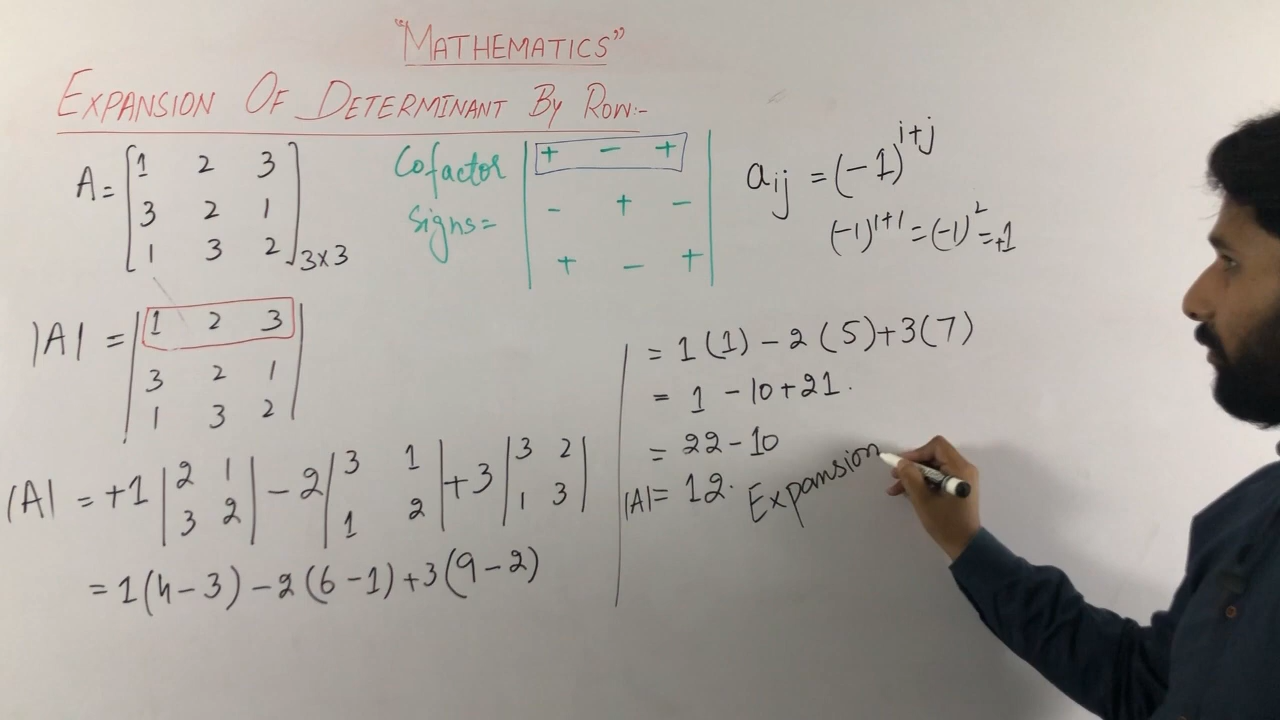 "MATHEMATICS"
EXPANSION OF DETERMINANT BY ROW:-
A = [1 2 3
3 2 1
1 3 2]3×3
Cofactor
Signs =
| + - + |
| - + - |
| + - + |
aij = (-1)^i+j
(-1)^1+1 = (-1)^2 = +1
|A| = | 1 2 3 |
| 3 2 1 |
| 1 3 2 |
|A| = +1 | 2 1 | - 2 | 3 1 | + 3 | 3 2 |
| 3 2 | | 1 2 | | 1 3 |
= 1(4-3) - 2(6-1) + 3(9-2)
= 1(1) - 2(5) + 3(7)
= 1 - 10 + 21.
= 22 - 10
|A| = 12.
Expansion